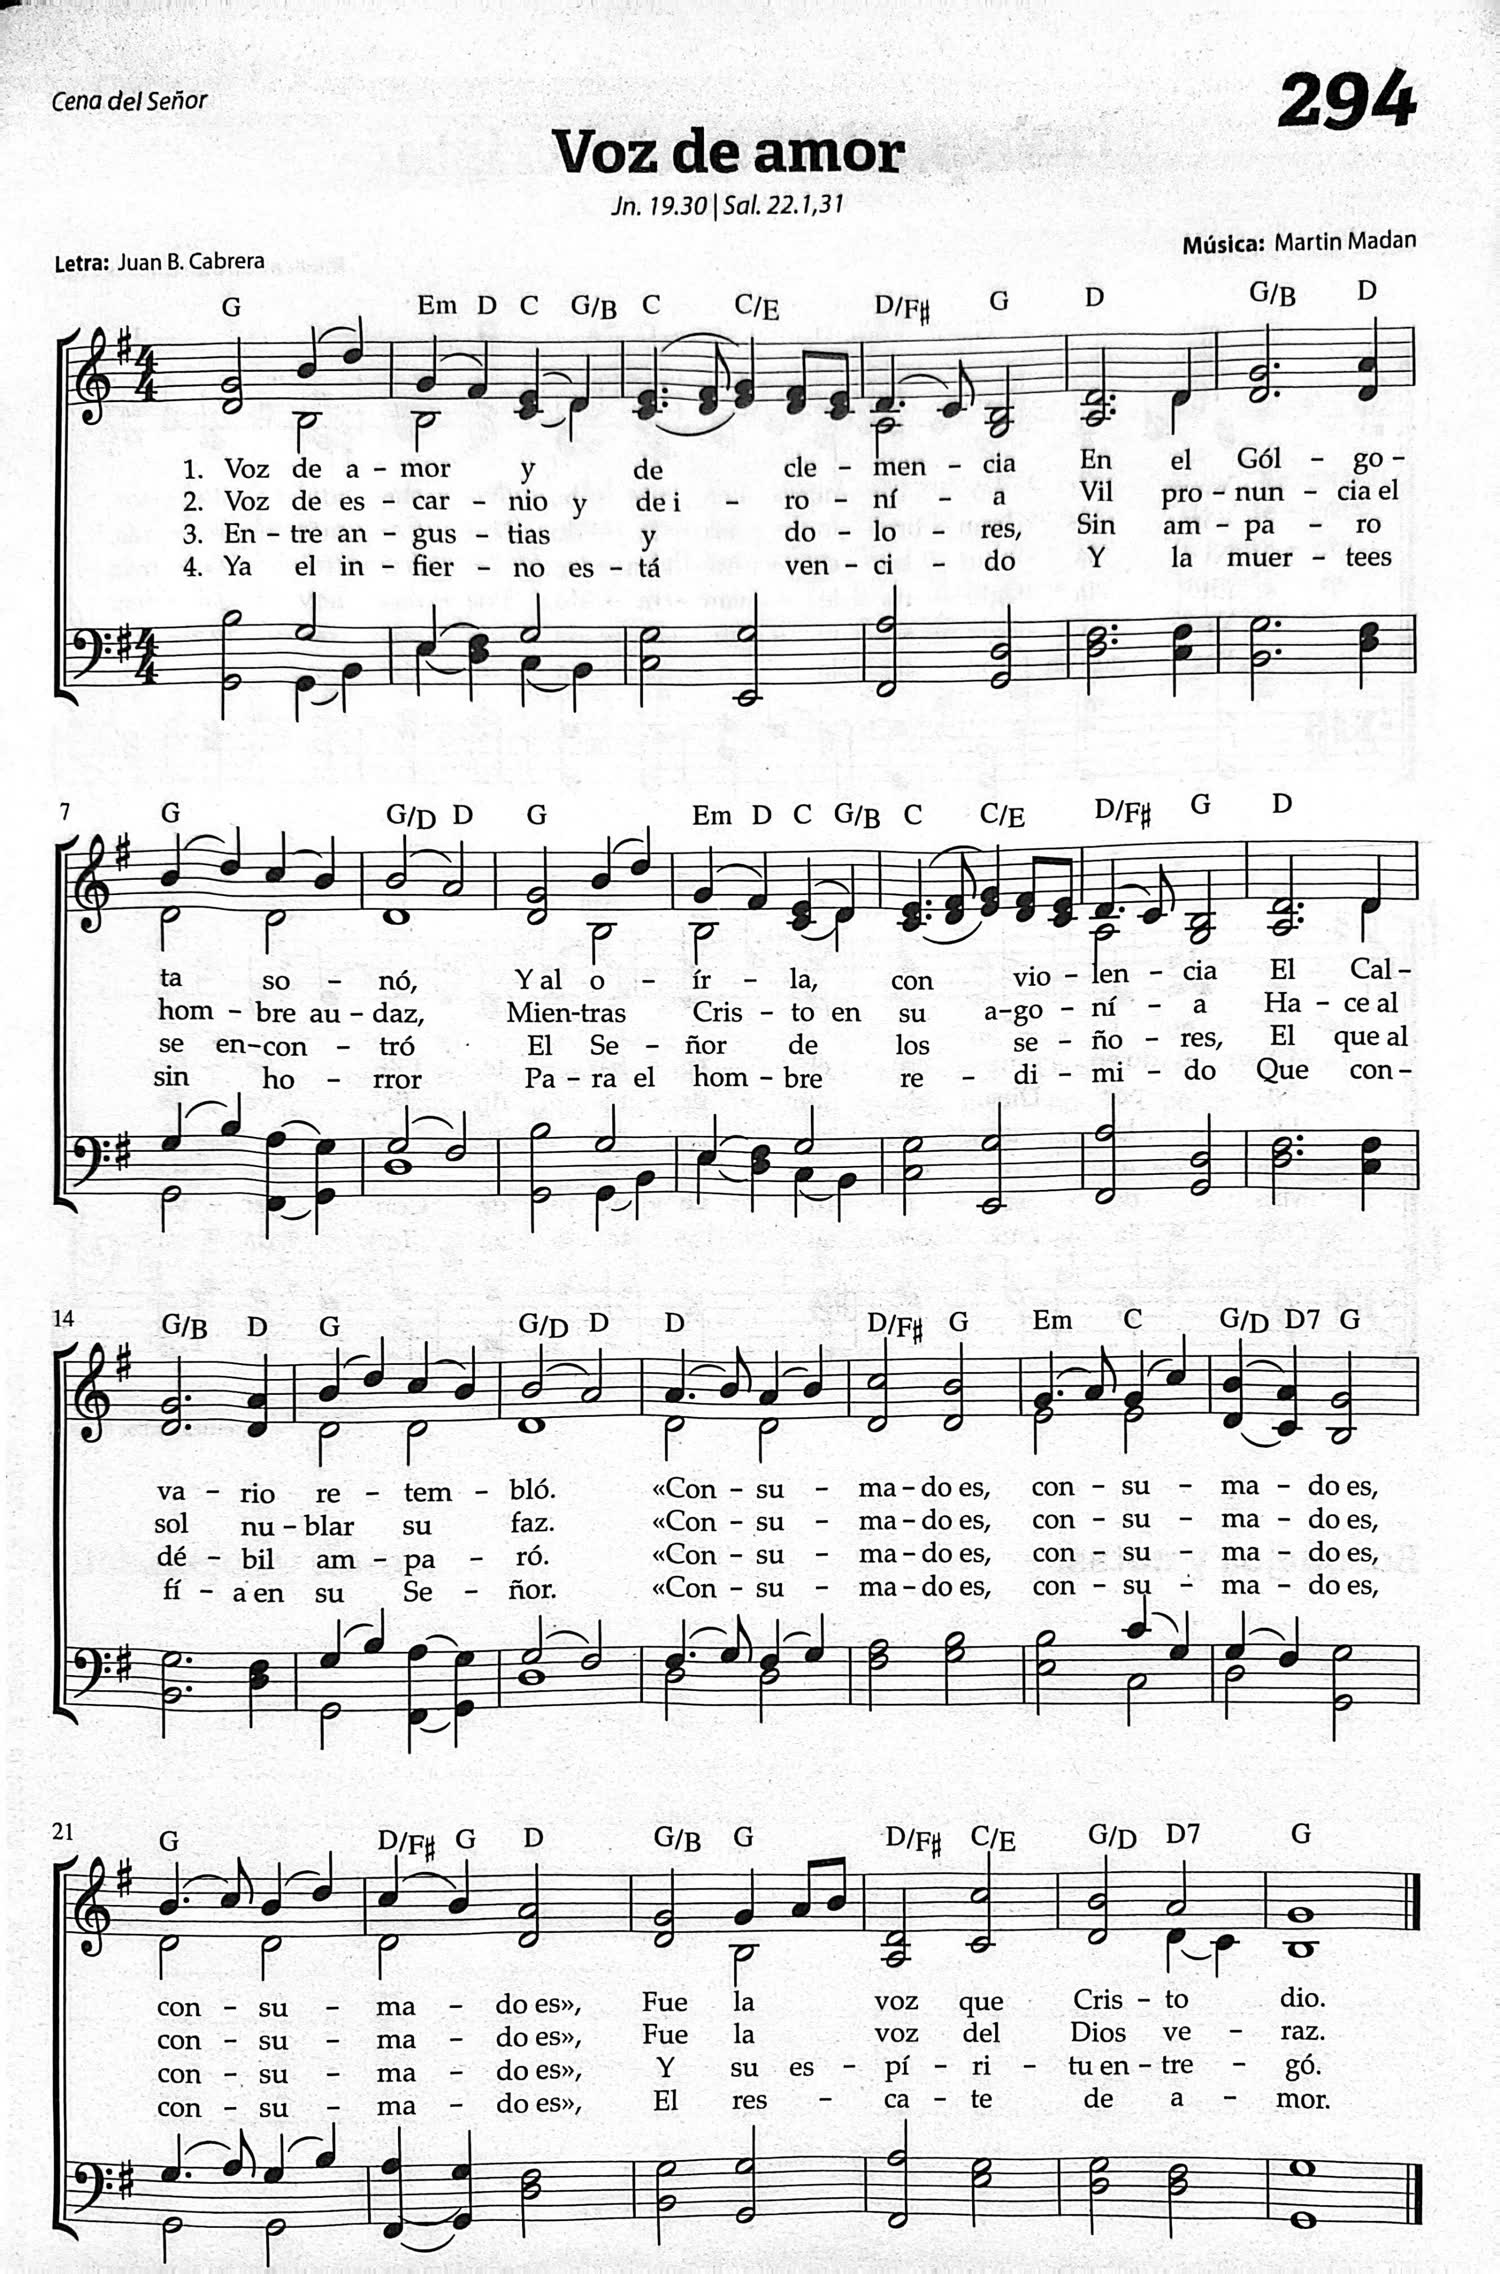 Cena del Señor
294
Voz de amor
Jn. 19.30 | Sal. 22.1,31
Letra: Juan B. Cabrera
Música: Martin Madan
G Em D C G/B C C/E D/F# G D G/B D
1. Voz de a – mor y de cle – men – cia En el Gól – go –
2. Voz de es – car – nio y de i – ro – ní – a Vil pro – nun – cia el
3. En – tre an – gus – tias y do – lo – res, Sin am – pa – ro
4. Ya el in – fier – no es – tá ven – ci – do Y la muer – te es
7
G G/D D G Em D C G/B C C/E D/F# G D
ta so – nó, Y al o – ír – la, con vio – len – cia El Cal –
hom – bre au – daz, Mien – tras Cris – to en su a – go – ní – a Ha – ce al
se en – con – tró El Se – ñor de los se – ño – res, El que al
sin ho – rror Pa – ra el hom – bre re – di – mi – do Que con –
14
G/B D G G/D D D D/F# G Em C G/D D7 G
va – rio re – tem – bló. «Con – su – ma – do es, con – su – ma – do es,
sol nu – blar su faz. «Con – su – ma – do es, con – su – ma – do es,
dé – bil am – pa – ró. «Con – su – ma – do es, con – su – ma – do es,
fí – a en su Se – ñor. «Con – su – ma – do es, con – su – ma – do es,
21
G D/F# G D G/B G D/F# C/E G/D D7 G
con – su – ma – do es», Fue la voz que Cris – to dio.
con – su – ma – do es», Fue la voz del Dios ve – raz.
con – su – ma – do es», Y su es – pí – ri – tu en – tre – gó.
con – su – ma – do es», El res – ca – te de a – mor.